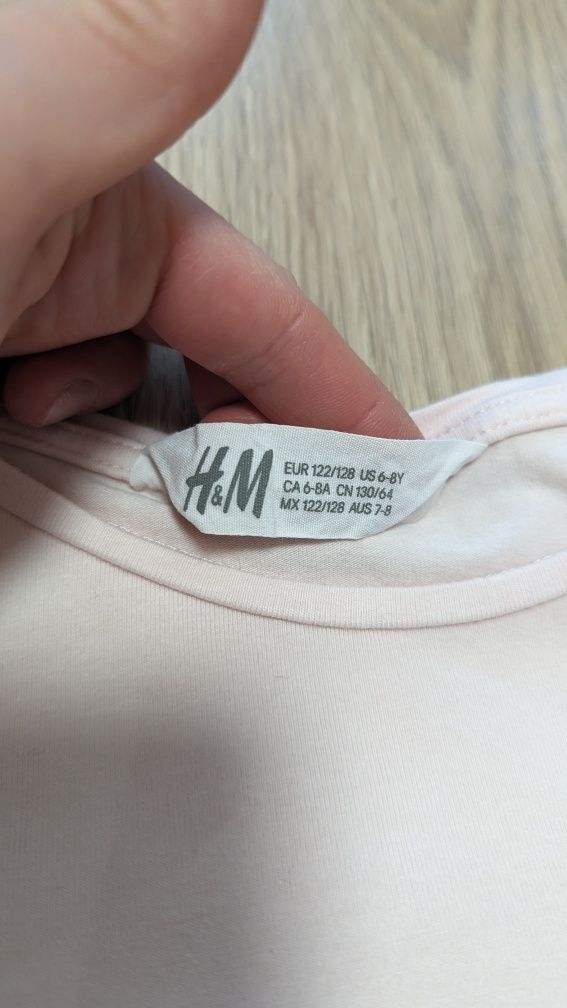 H&M
EUR 122/128 US 6-8Y
CA 6-8A CN 130/64
MX 122/128 AUS 7-8